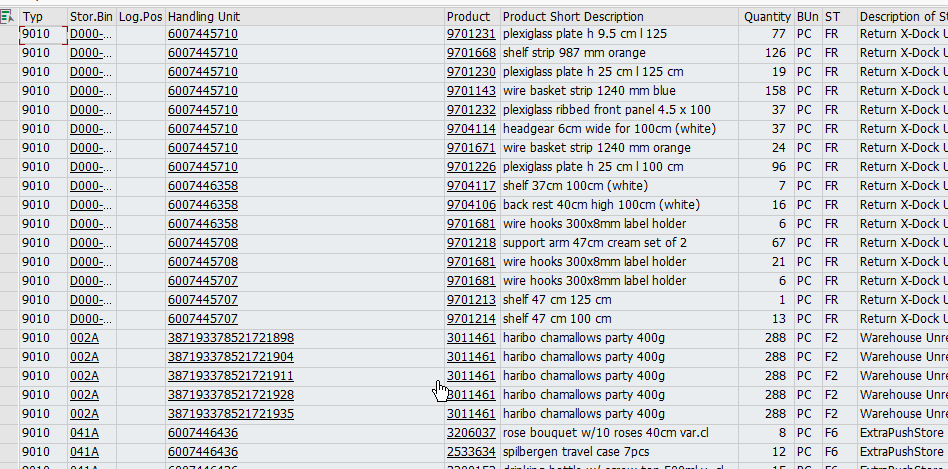 Typ Stor.Bin Log.Pos Handling Unit Product Product Short Description Quantity BUn ST Description of St
9010 D000-... 6007445710 9701231 plexiglass plate h 9.5 cm l 125 77 PC FR Return X-Dock U
9010 D000-... 6007445710 9701668 shelf strip 987 mm orange 126 PC FR Return X-Dock U
9010 D000-... 6007445710 9701230 plexiglass plate h 25 cm l 125 cm 19 PC FR Return X-Dock U
9010 D000-... 6007445710 9701143 wire basket strip 1240 mm blue 158 PC FR Return X-Dock U
9010 D000-... 6007445710 9701232 plexiglass ribbed front panel 4.5 x 100 37 PC FR Return X-Dock U
9010 D000-... 6007445710 9704114 headgear 6cm wide for 100cm (white) 37 PC FR Return X-Dock U
9010 D000-... 6007445710 9701671 wire basket strip 1240 mm orange 24 PC FR Return X-Dock U
9010 D000-... 6007445710 9701226 plexiglass plate h 25 cm l 100 cm 96 PC FR Return X-Dock U
9010 D000-... 6007446358 9704117 shelf 37cm 100cm (white) 7 PC FR Return X-Dock U
9010 D000-... 6007446358 9704106 back rest 40cm high 100cm (white) 16 PC FR Return X-Dock U
9010 D000-... 6007446358 9701681 wire hooks 300x8mm label holder 6 PC FR Return X-Dock U
9010 D000-... 6007445708 9701218 support arm 47cm cream set of 2 67 PC FR Return X-Dock U
9010 D000-... 6007445708 9701681 wire hooks 300x8mm label holder 21 PC FR Return X-Dock U
9010 D000-... 6007445707 9701681 wire hooks 300x8mm label holder 6 PC FR Return X-Dock U
9010 D000-... 6007445707 9701213 shelf 47 cm 125 cm 1 PC FR Return X-Dock U
9010 D000-... 6007445707 9701214 shelf 47 cm 100 cm 13 PC FR Return X-Dock U
9010 002A 387193378521721898 3011461 haribo chamallows party 400g 288 PC F2 Warehouse Unre
9010 002A 387193378521721904 3011461 haribo chamallows party 400g 288 PC F2 Warehouse Unre
9010 002A 387193378521721911 3011461 haribo chamallows party 400g 288 PC F2 Warehouse Unre
9010 002A 387193378521721928 3011461 haribo chamallows party 400g 288 PC F2 Warehouse Unre
9010 002A 387193378521721935 3011461 haribo chamallows party 400g 288 PC F2 Warehouse Unre
9010 041A 6007446436 3206037 rose bouquet w/10 roses 40cm var.cl 8 PC F6 ExtraPushStore
9010 041A 6007446436 2533634 spilbergen travel case 7pcs 12 PC F6 ExtraPushStore